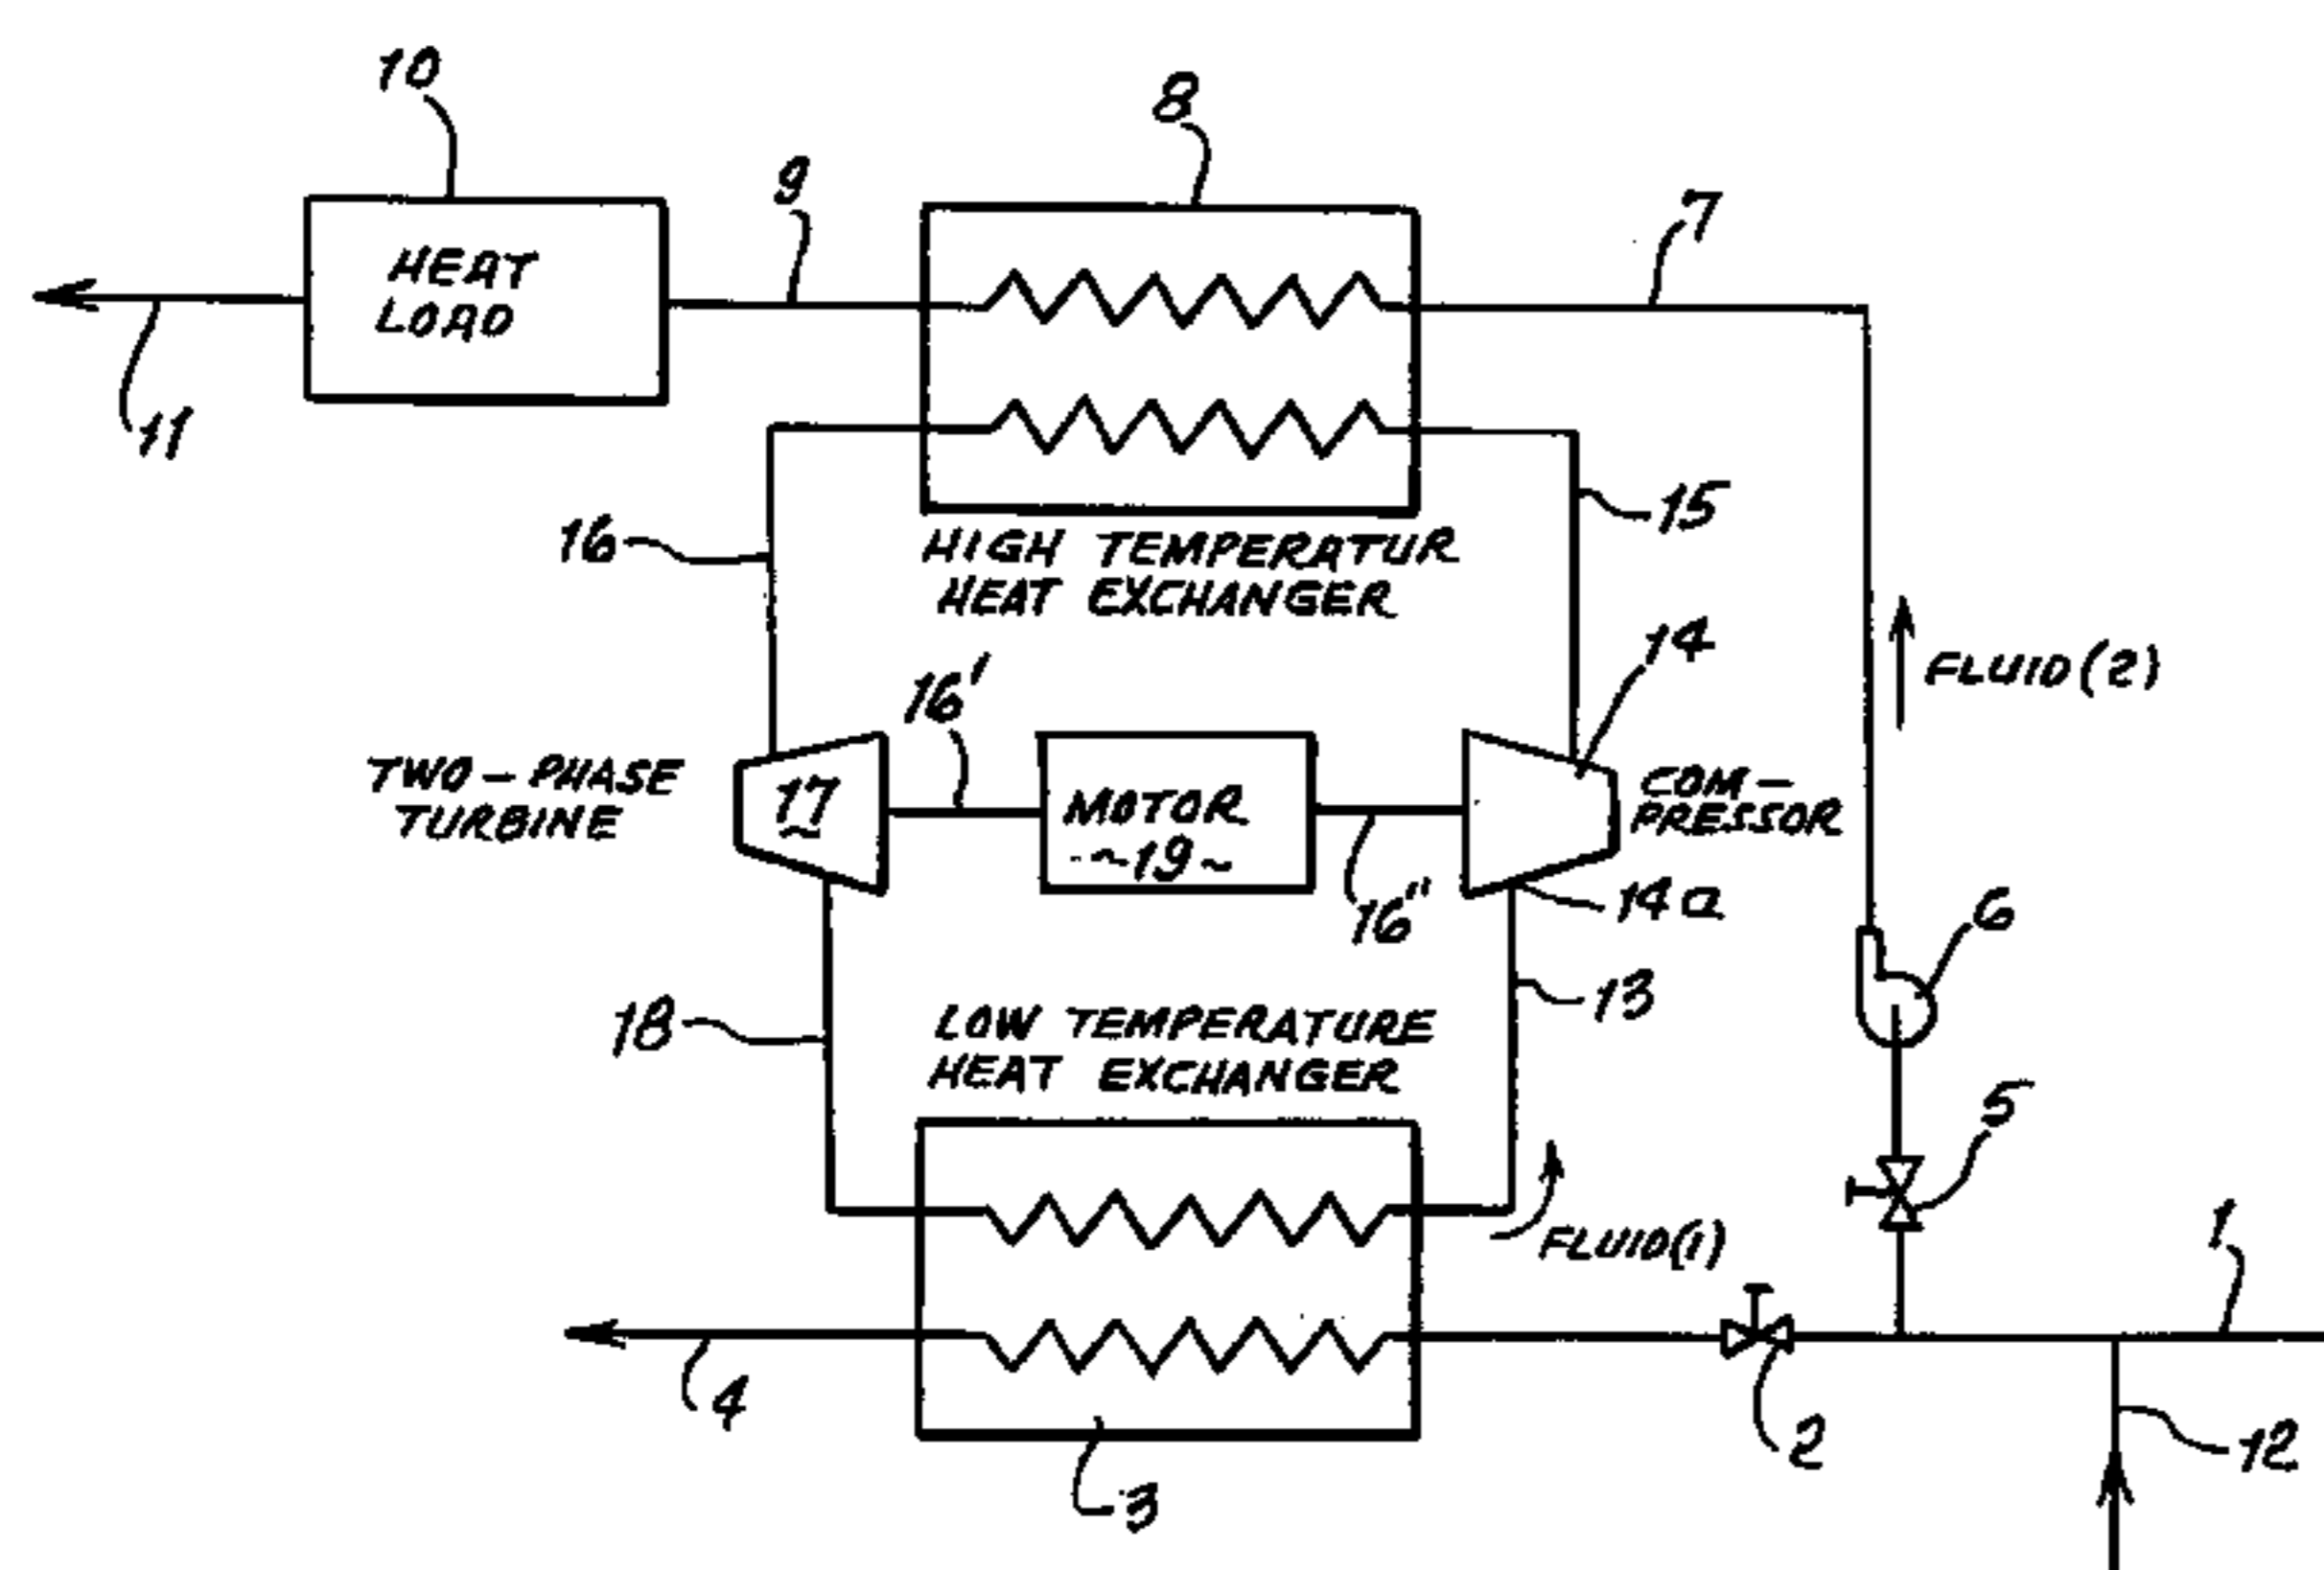 10
8
9
7
HEAT
LOAD
11
15
16
HIGH TEMPERATUR
HEAT EXCHANGER
14
FLUID(2)
16'
TWO-PHASE
TURBINE
17
MOTOR
19
COM-
PRESSOR
14a
16"
6
13
18
LOW TEMPERATURE
HEAT EXCHANGER
5
1
FLUID(1)
4
2
12
3